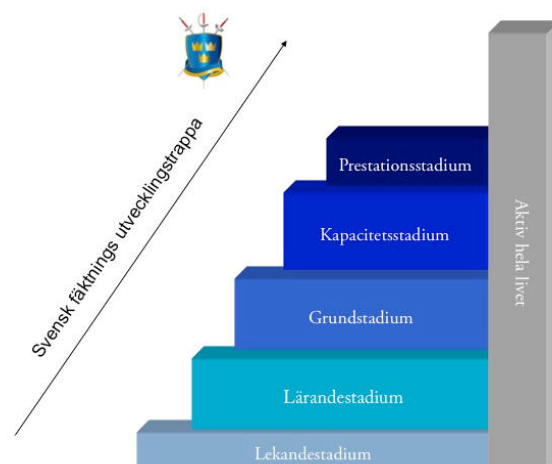 Svensk fäktnings utvecklingstrappa
Prestationsstadium
Kapacitetsstadium
Grundstadium
Lärandestadium
Lekandestadium
Aktiv hela livet